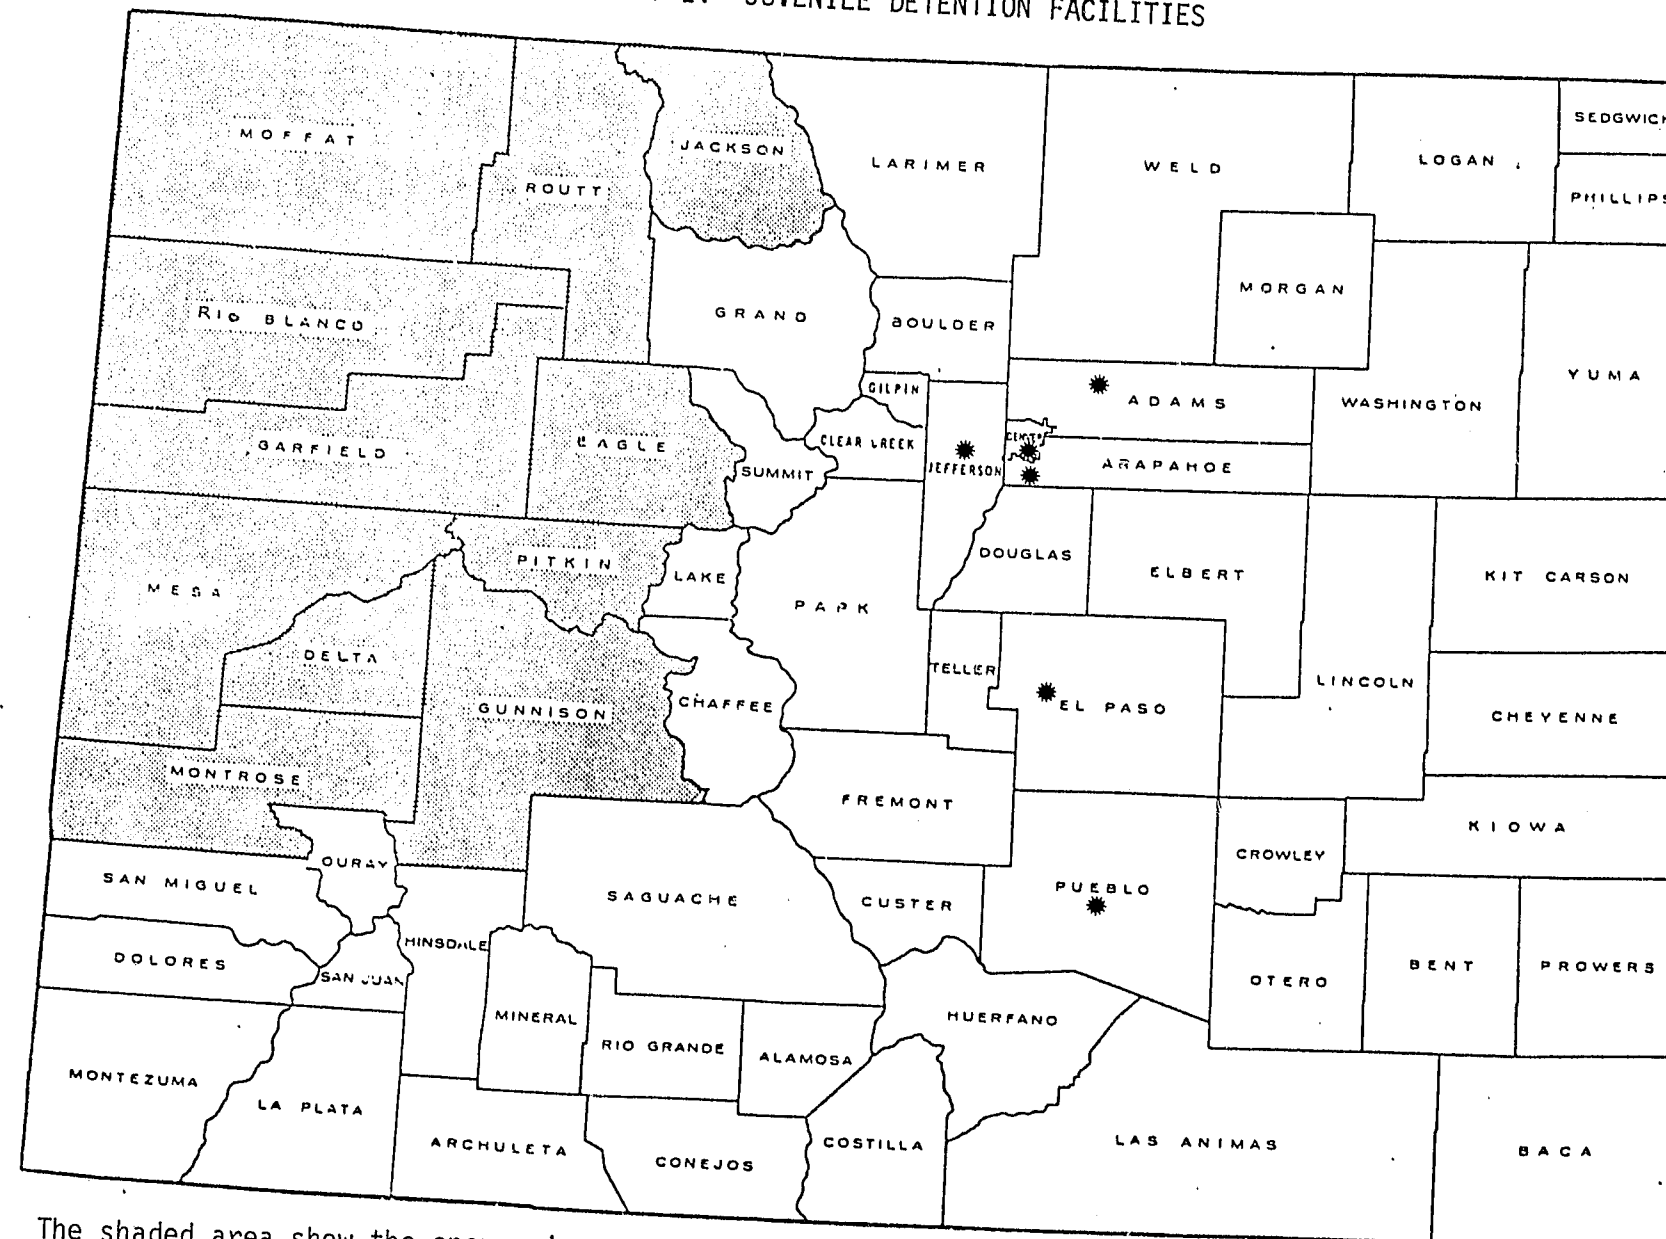 JUVENILE DETENTION FACILITIES
MOFFAT
ROUTT
JACKSON
LARIMER
WELD
LOGAN
SEDGWICK
PHILLIPS
MORGAN
RIO BLANCO
GRAND
BOULDER
GILPIN
ADAMS
WASHINGTON
YUMA
GARFIELD
EAGLE
SUMMIT
CLEAR CREEK
JEFFERSON
ARAPAHOE
MESA
PITKIN
LAKE
PARK
DOUGLAS
ELBERT
KIT CARSON
DELTA
TELLER
LINCOLN
GUNNISON
CHAFFEE
EL PASO
CHEYENNE
MONTROSE
FREMONT
KIOWA
OURAY
CROWLEY
SAN MIGUEL
SAGUACHE
CUSTER
PUEBLO
HINSDALE
DOLORES
SAN JUAN
OTERO
BENT
PROWERS
MINERAL
RIO GRANDE
ALAMOSA
HUERFANO
MONTEZUMA
LA PLATA
ARCHULETA
CONEJOS
COSTILLA
LAS ANIMAS
BACA
The shaded area show the